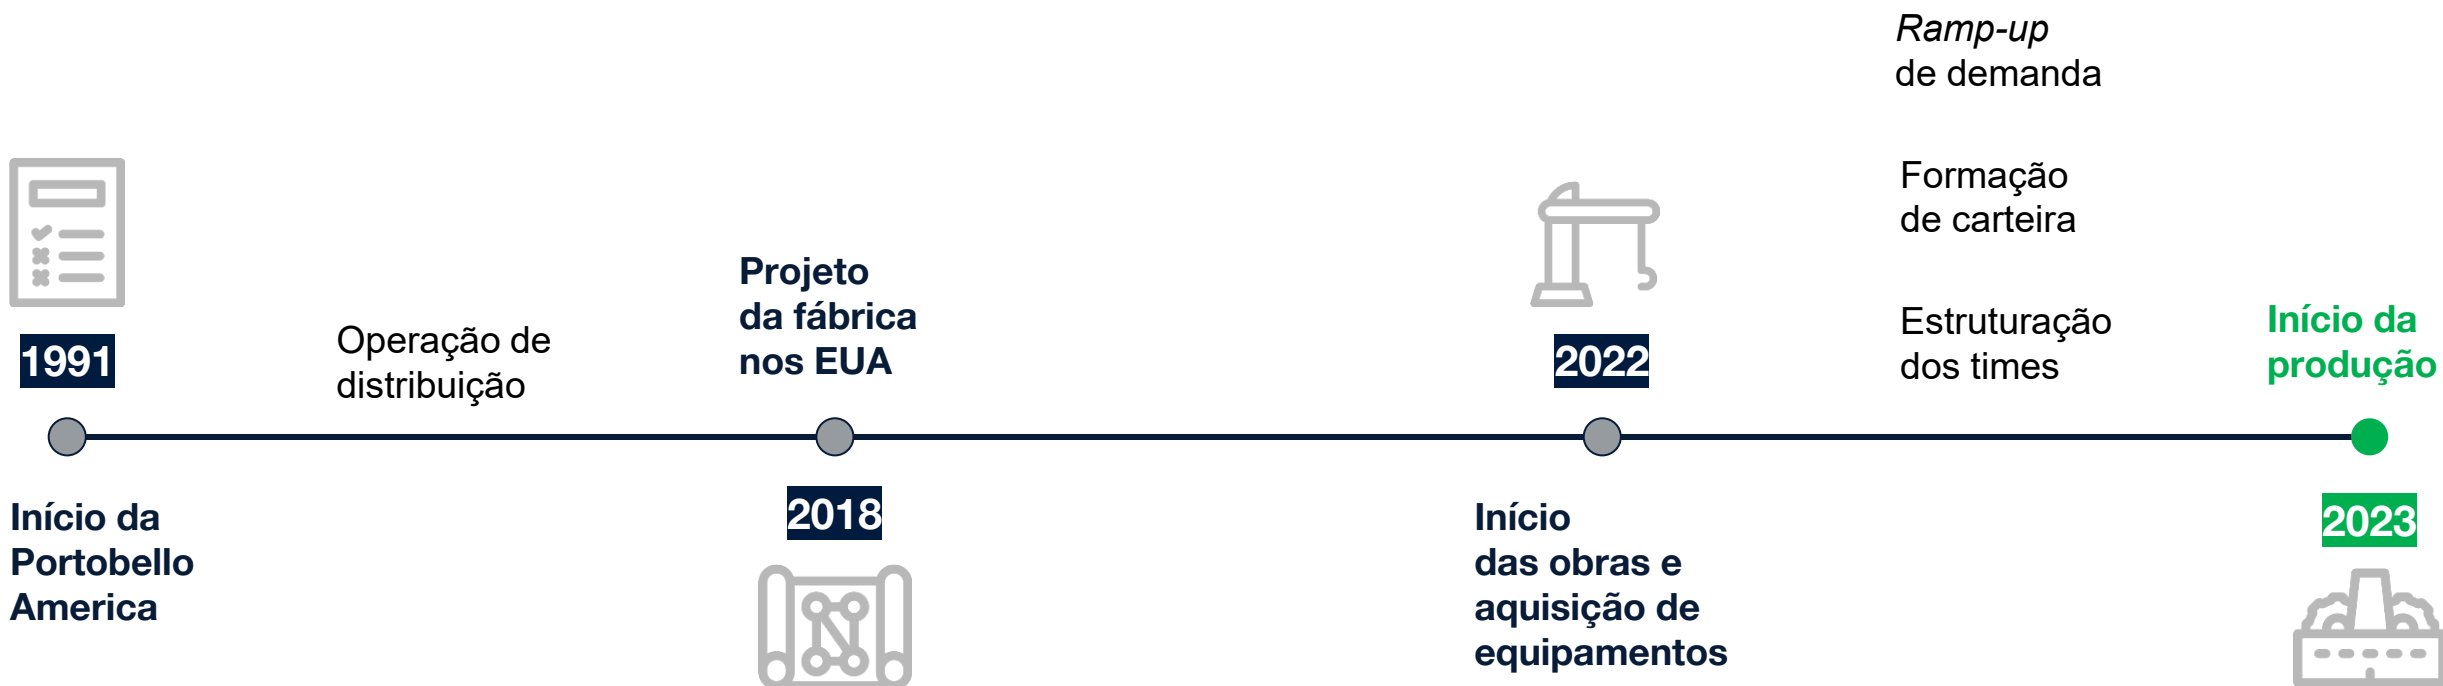 1991
Início da
Portobello
America
Operação de
distribuição
Projeto
da fábrica
nos EUA
2018
2022
Início
das obras e
aquisição de
equipamentos
Ramp-up
de demanda
Formação
de carteira
Estruturação
dos times
Início da
produção
2023